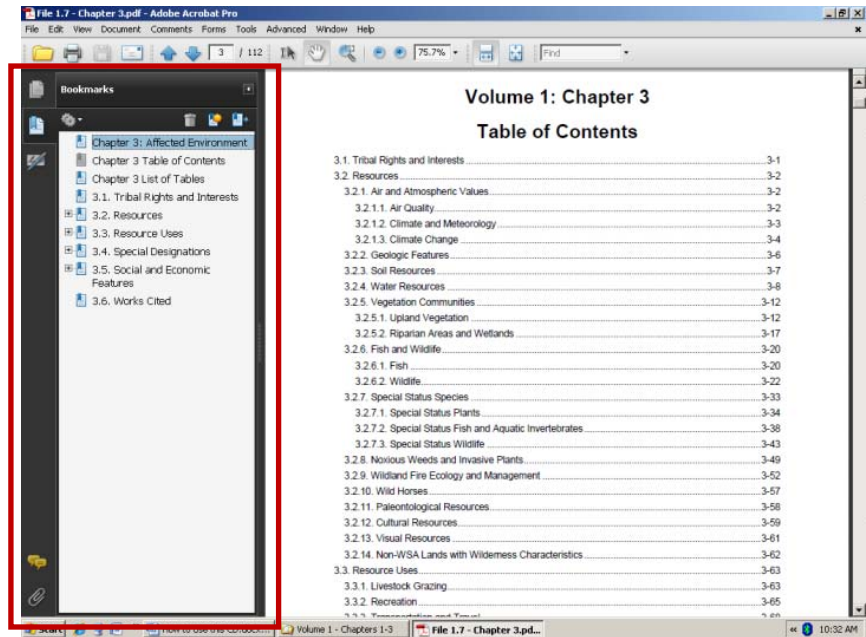 File 1.7 - Chapter 3.pdf - Adobe Acrobat Pro
File Edit View Document Comments Forms Tools Advanced Window Help
3 / 112 75.7% Find
Bookmarks
Chapter 3: Affected Environment
Chapter 3 Table of Contents
Chapter 3 List of Tables
3.1. Tribal Rights and Interests
3.2. Resources
3.3. Resource Uses
3.4. Special Designations
3.5. Social and Economic
Features
3.6. Works Cited
Volume 1: Chapter 3
Table of Contents
3.1. Tribal Rights and Interests 3-1
3.2. Resources 3-2
3.2.1. Air and Atmospheric Values 3-2
3.2.1.1. Air Quality 3-2
3.2.1.2. Climate and Meteorology 3-3
3.2.1.3. Climate Change 3-4
3.2.2. Geologic Features 3-6
3.2.3. Soil Resources 3-7
3.2.4. Water Resources 3-8
3.2.5. Vegetation Communities 3-12
3.2.5.1. Upland Vegetation 3-12
3.2.5.2. Riparian Areas and Wetlands 3-17
3.2.6. Fish and Wildlife 3-20
3.2.6.1. Fish 3-20
3.2.6.2. Wildlife 3-22
3.2.7. Special Status Species 3-33
3.2.7.1. Special Status Plants 3-34
3.2.7.2. Special Status Fish and Aquatic Invertebrates 3-38
3.2.7.3. Special Status Wildlife 3-43
3.2.8. Noxious Weeds and Invasive Plants 3-49
3.2.9. Wildland Fire Ecology and Management 3-52
3.2.10. Wild Horses 3-57
3.2.11. Paleontological Resources 3-58
3.2.12. Cultural Resources 3-59
3.2.13. Visual Resources 3-61
3.2.14. Non-WSA Lands with Wilderness Characteristics 3-62
3.3. Resource Uses 3-63
3.3.1. Livestock Grazing 3-63
3.3.2. Recreation 3-65
Volume 1 - Chapters 1-3 File 1.7 - Chapter 3.pd... 10:32 AM